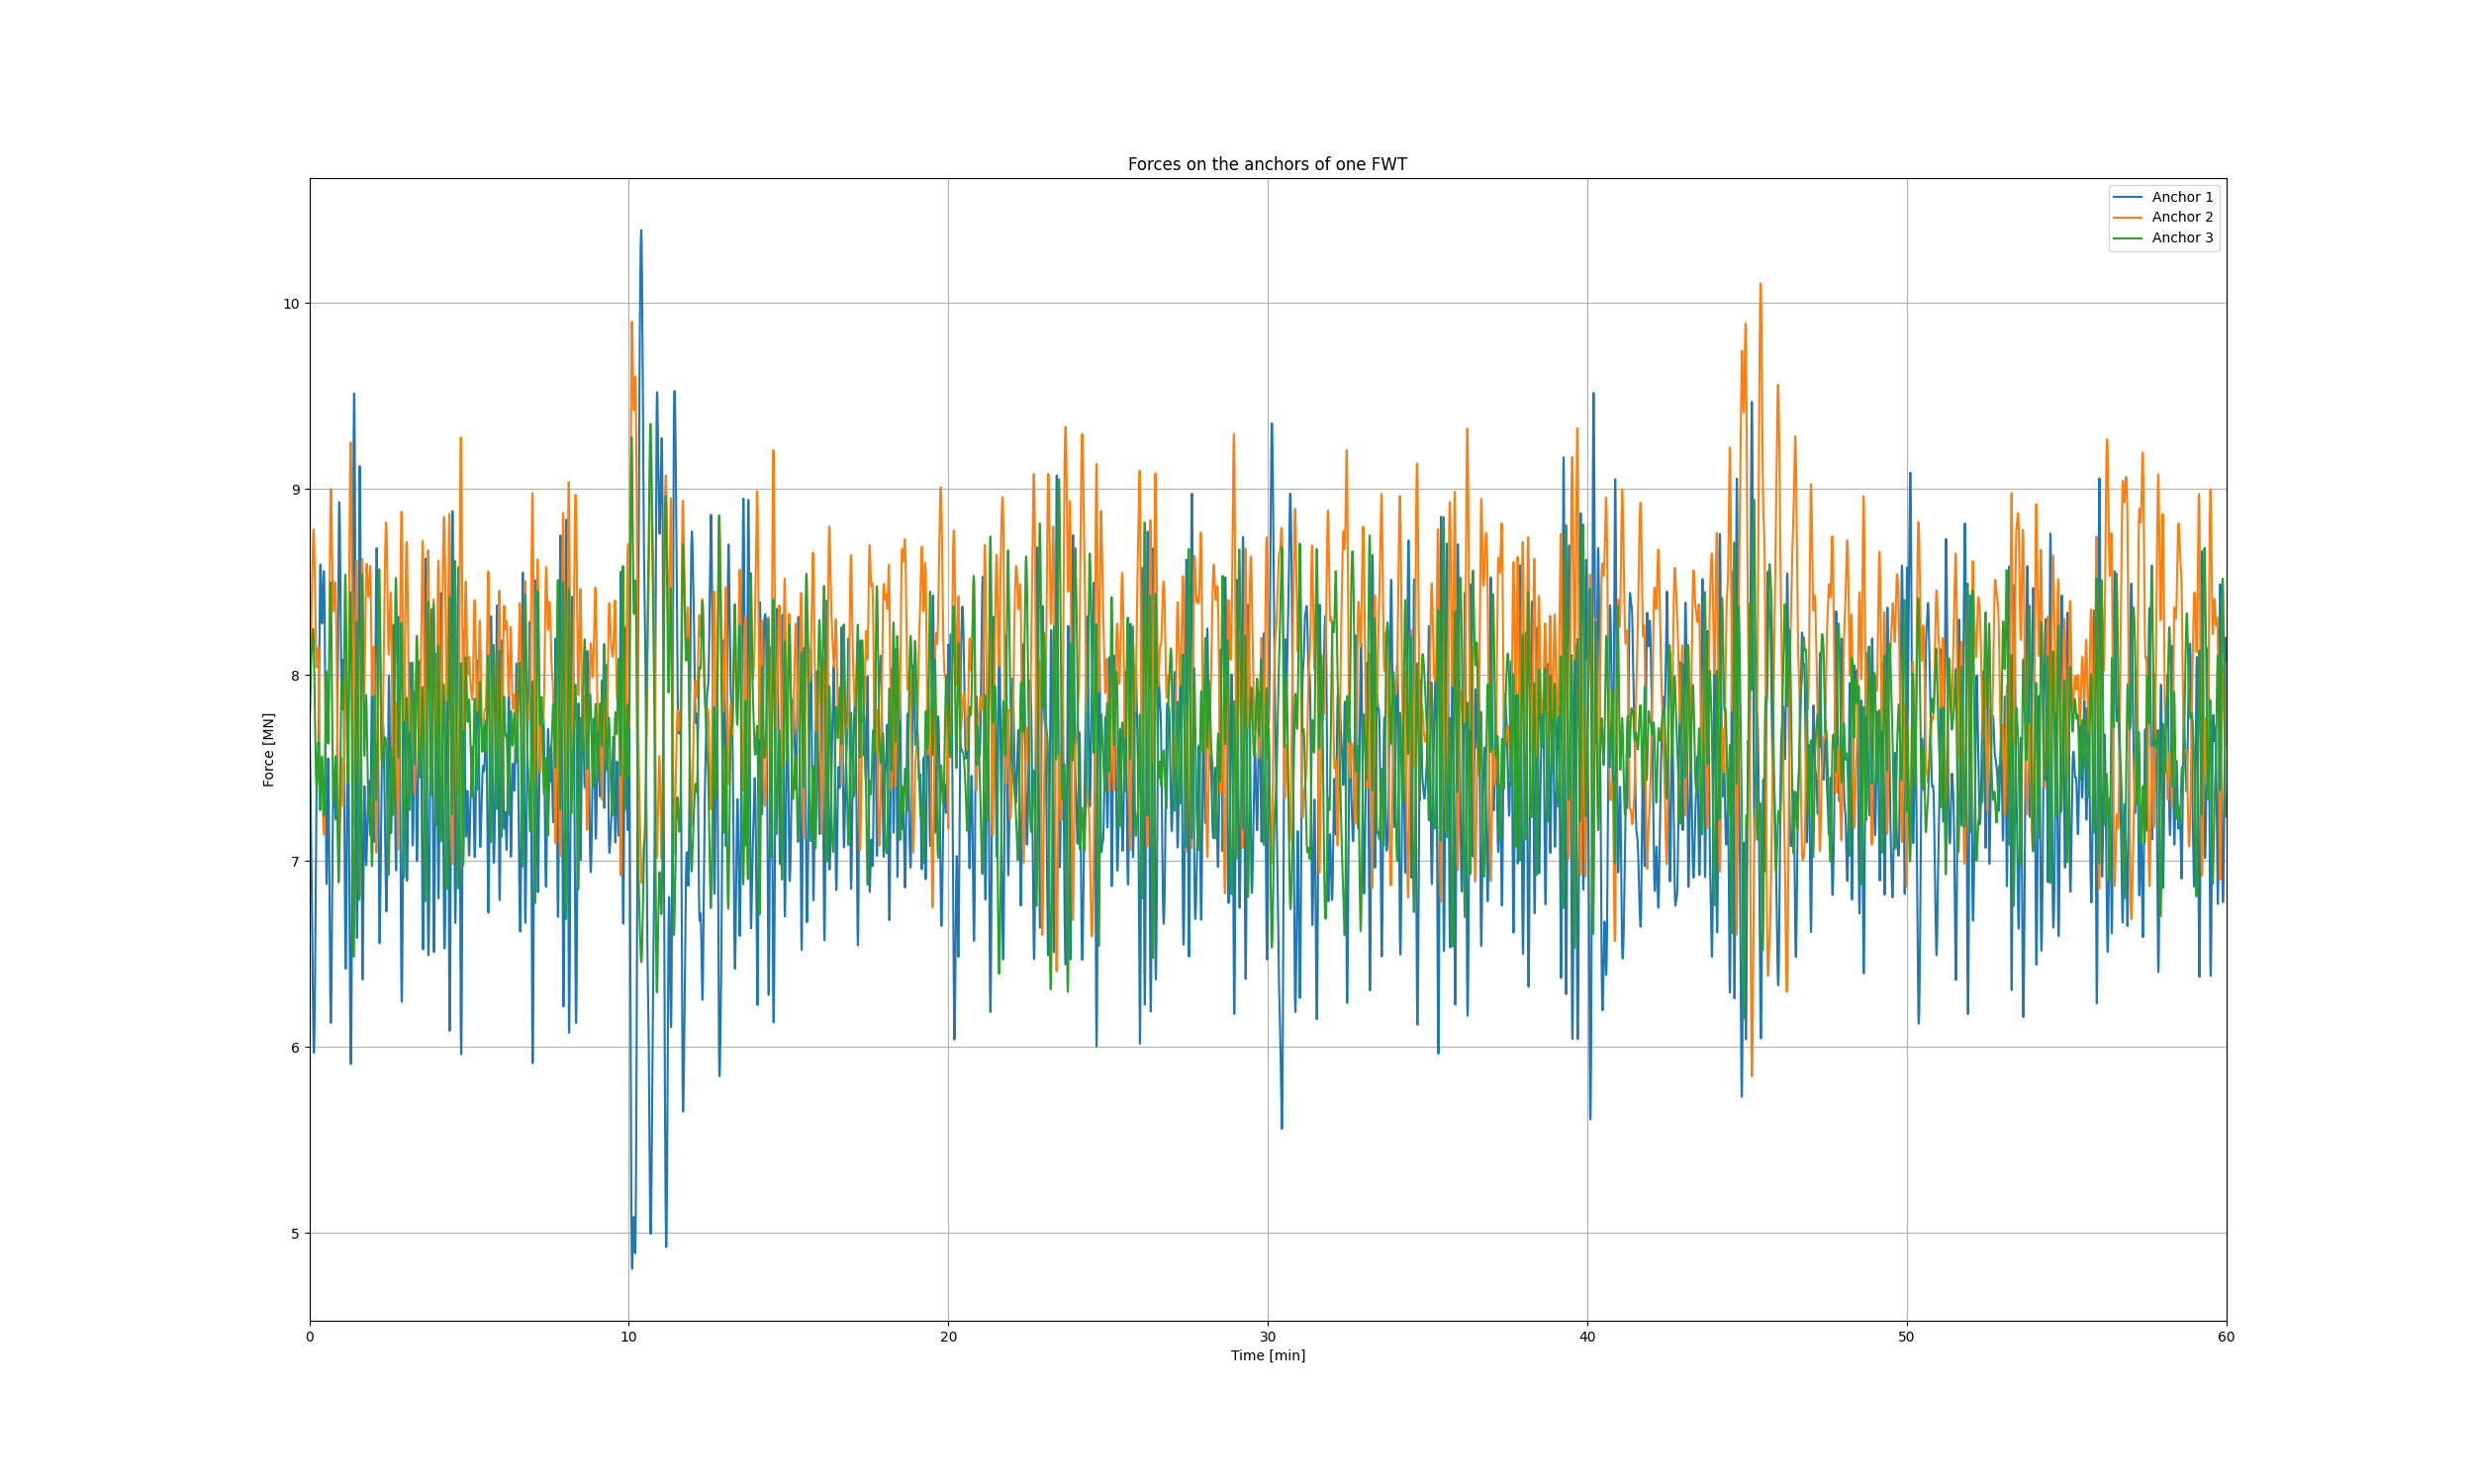 Forces on the anchors of one FWT
Anchor 1
Anchor 2
Anchor 3
Force [MN]
10
9
8
7
6
5
0 10 20 30 40 50 60
Time [min]